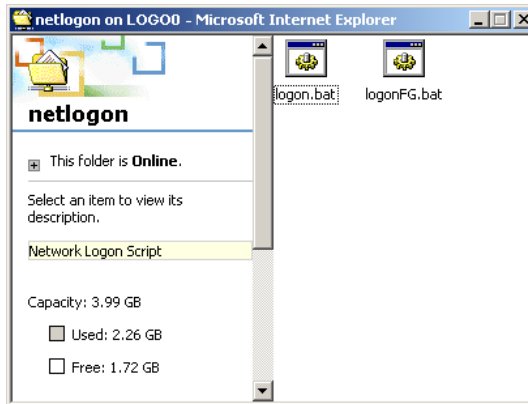 netlogon on LOGO0 - Microsoft Internet Explorer
netlogon
This folder is Online.
Select an item to view its
description.
Network Logon Script
Capacity: 3.99 GB
Used: 2.26 GB
Free: 1.72 GB
logon.bat
logonFG.bat